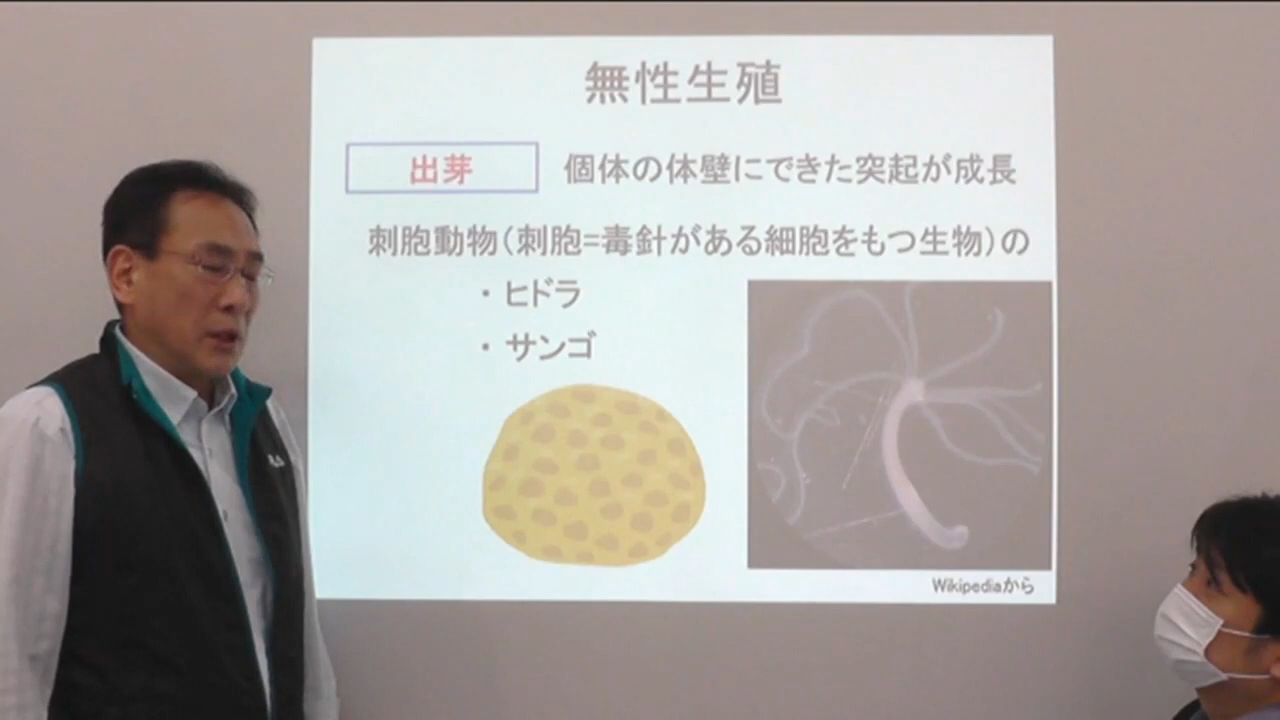 無性生殖
出芽 個体の体壁にできた突起が成長
刺胞動物(刺胞=毒針がある細胞をもつ生物)の
・ ヒドラ
・ サンゴ
Wikipediaから